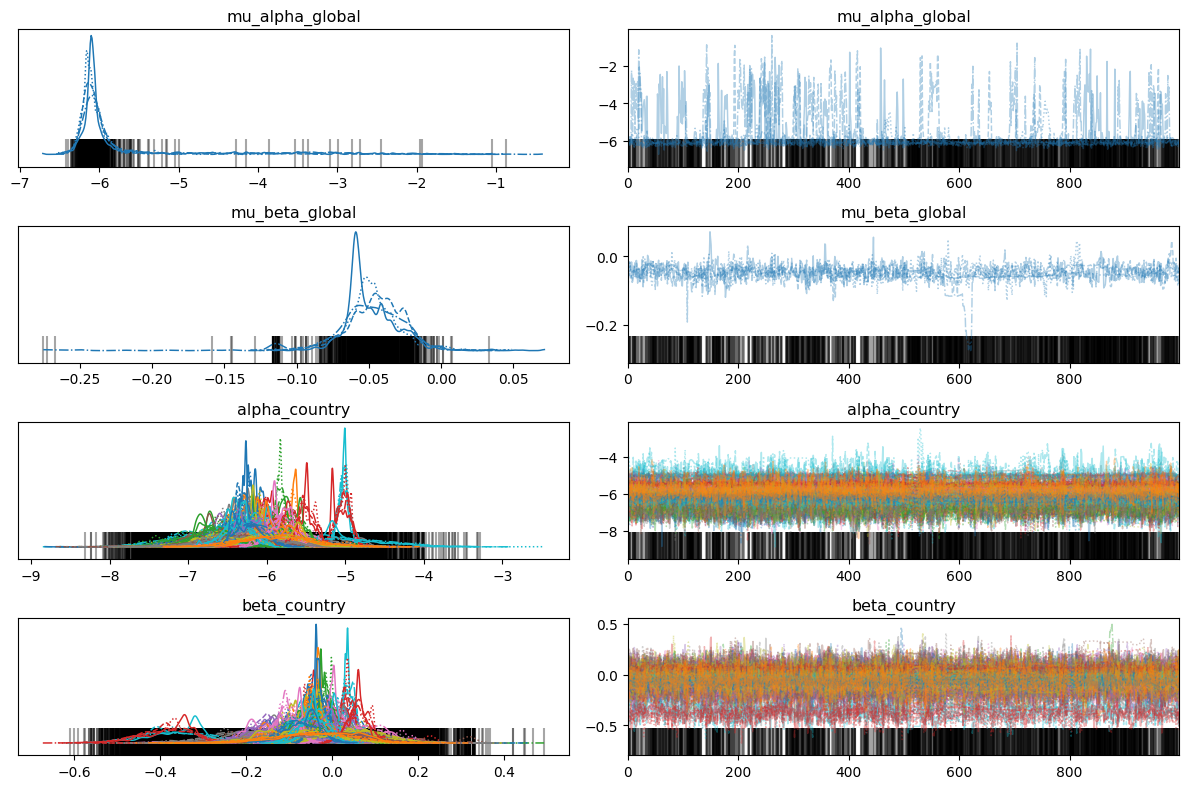 mu_alpha_global mu_alpha_global
−2
−4
−6
−7 −6 −5 −4 −3 −2 −1 0 200 400 600 800
mu_beta_global mu_beta_global
0.0
−0.2
−0.25 −0.20 −0.15 −0.10 −0.05 0.00 0.05 0 200 400 600 800
alpha_country alpha_country
−4
−6
−8
−9 −8 −7 −6 −5 −4 −3 0 200 400 600 800
beta_country beta_country
0.5
0.0
−0.5
−0.6 −0.4 −0.2 0.0 0.2 0.4 0 200 400 600 800